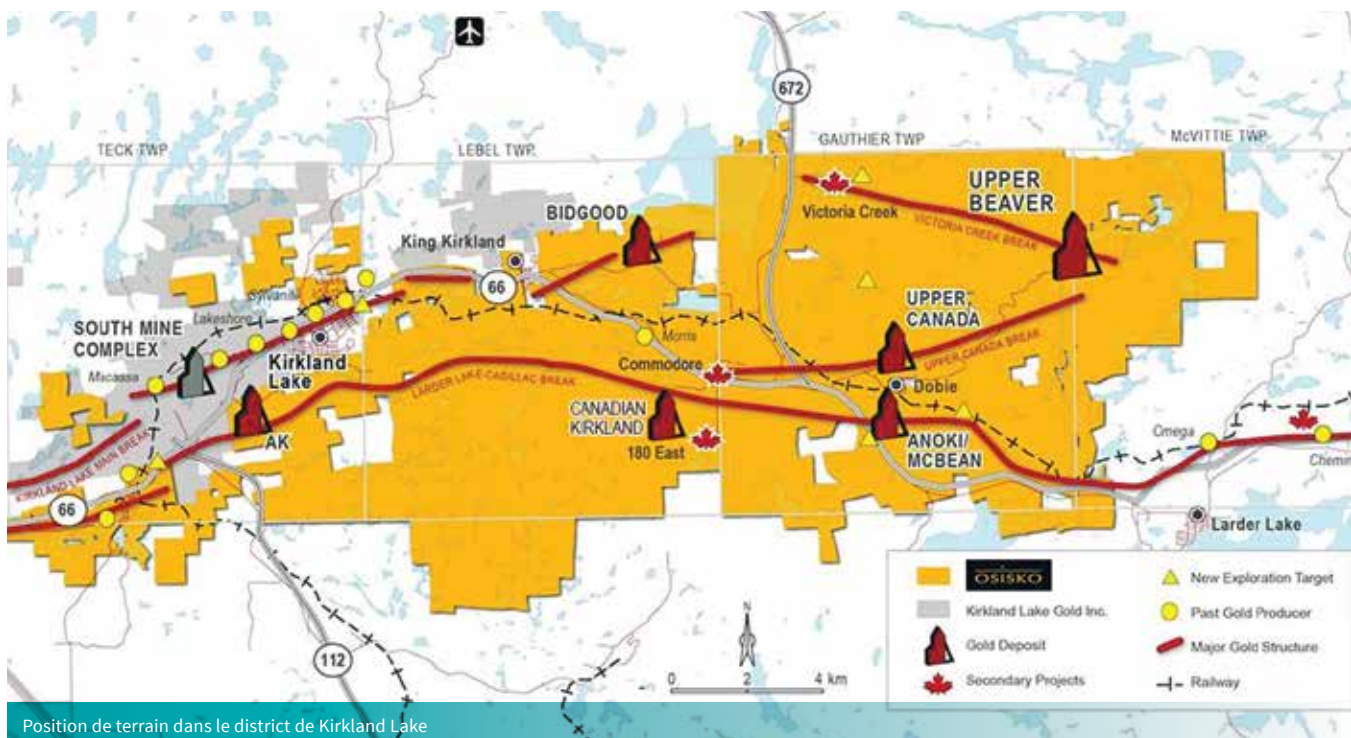 672
TECK TWP.
LEBEL TWP.
GAUTHIER TWP
McVITTIE TWP.
UPPER
BEAVER
Victoria Creek
VICTORIA CREEK BREAK
BIDGOOD
King Kirkland
66
Sylvanite
Lakeshore
SOUTH MINE
COMPLEX
Macassa
Kirkland
Lake
UPPER
CANADA
UPPER CANADA BREAK
Morris
Commodore
Dobie
LARDER LAKE-CADILLAC BREAK
CANADIAN
KIRKLAND
180 East
AK
ANOKI/
MCBEAN
Omega
Chemin
KIRKLAND LAKE MAIN BREAK
66
Larder Lake
112
N
0 2 4 km
OSISKO
Kirkland Lake Gold Inc.
Gold Deposit
Secondary Projects
New Exploration Target
Past Gold Producer
Major Gold Structure
Railway
Position de terrain dans le district de Kirkland Lake